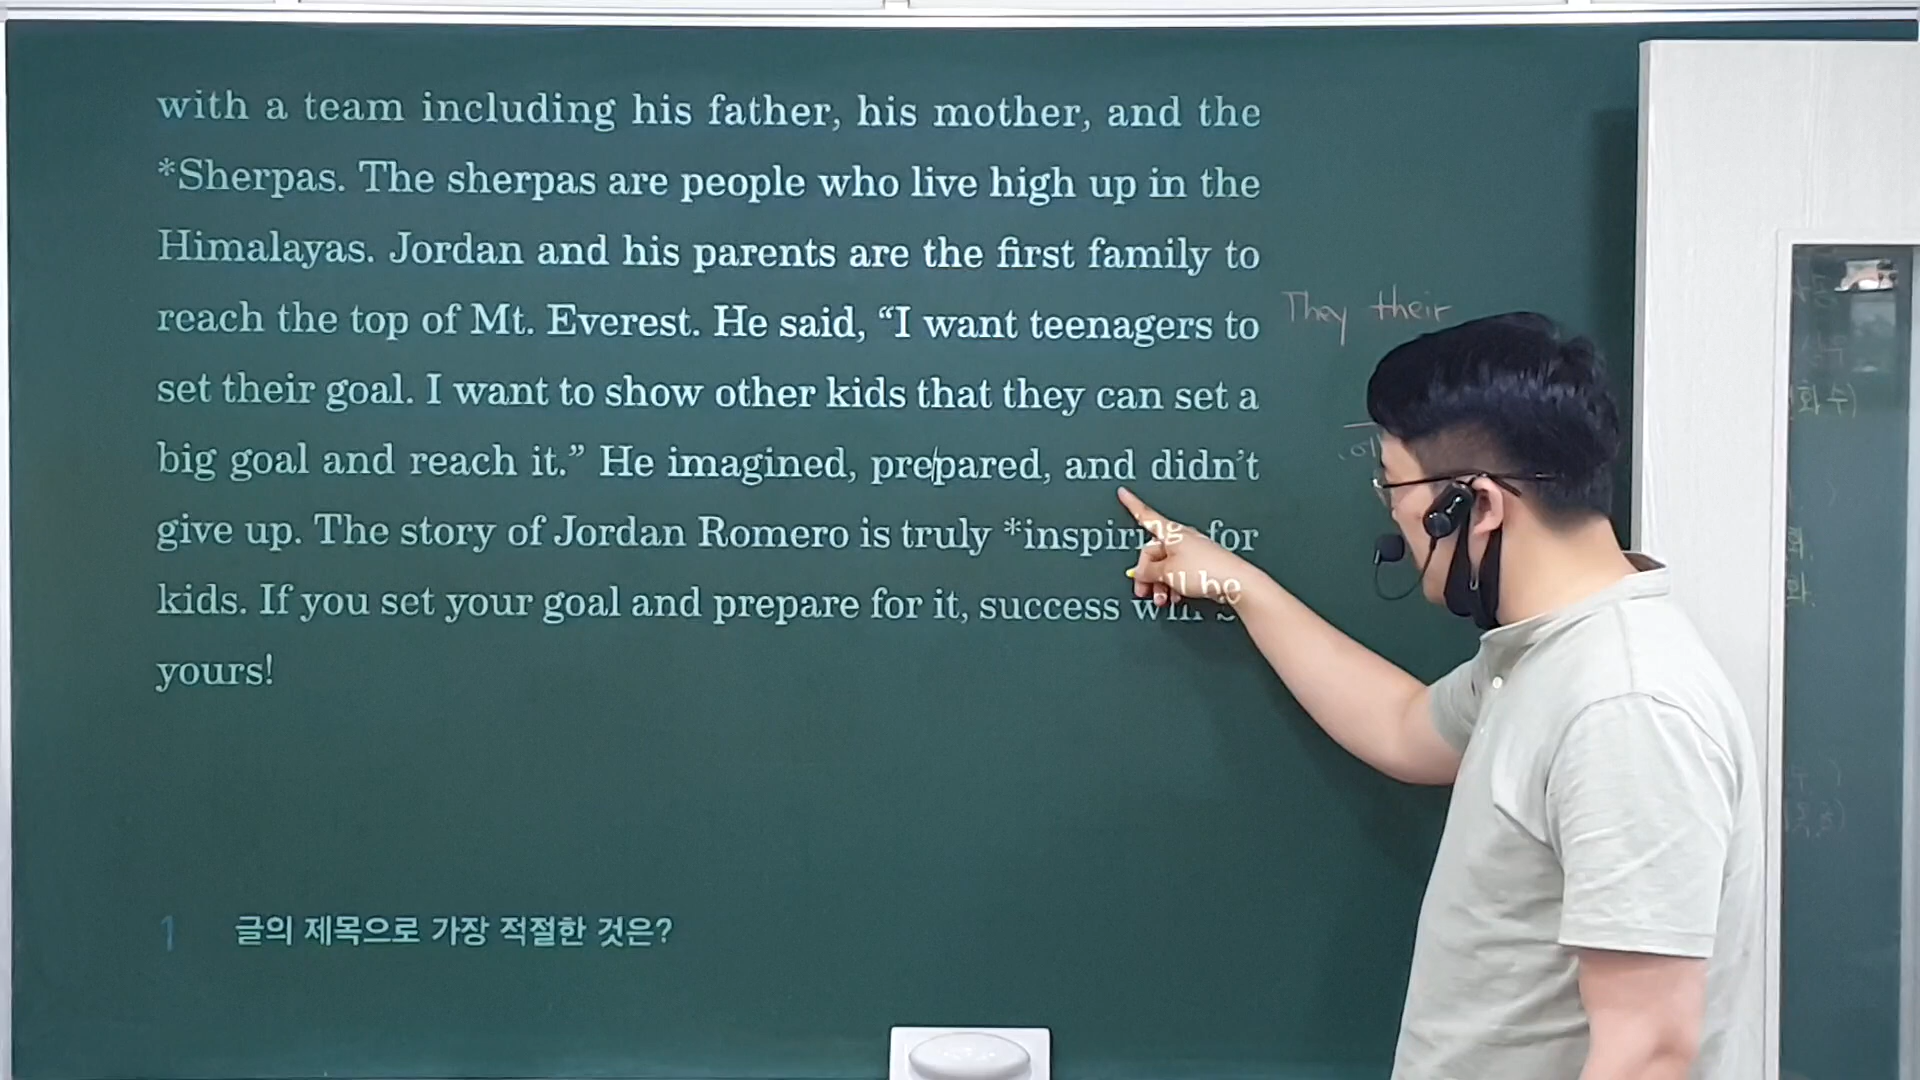 with a team including his father, his mother, and the
*Sherpas. The sherpas are people who live high up in the
Himalayas. Jordan and his parents are the first family to
reach the top of Mt. Everest. He said, “I want teenagers to
set their goal. I want to show other kids that they can set a
big goal and reach it.” He imagined, prepared, and didn’t
give up. The story of Jordan Romero is truly *inspiring for
kids. If you set your goal and prepare for it, success will be
yours!
They their
1 글의 제목으로 가장 적절한 것은?